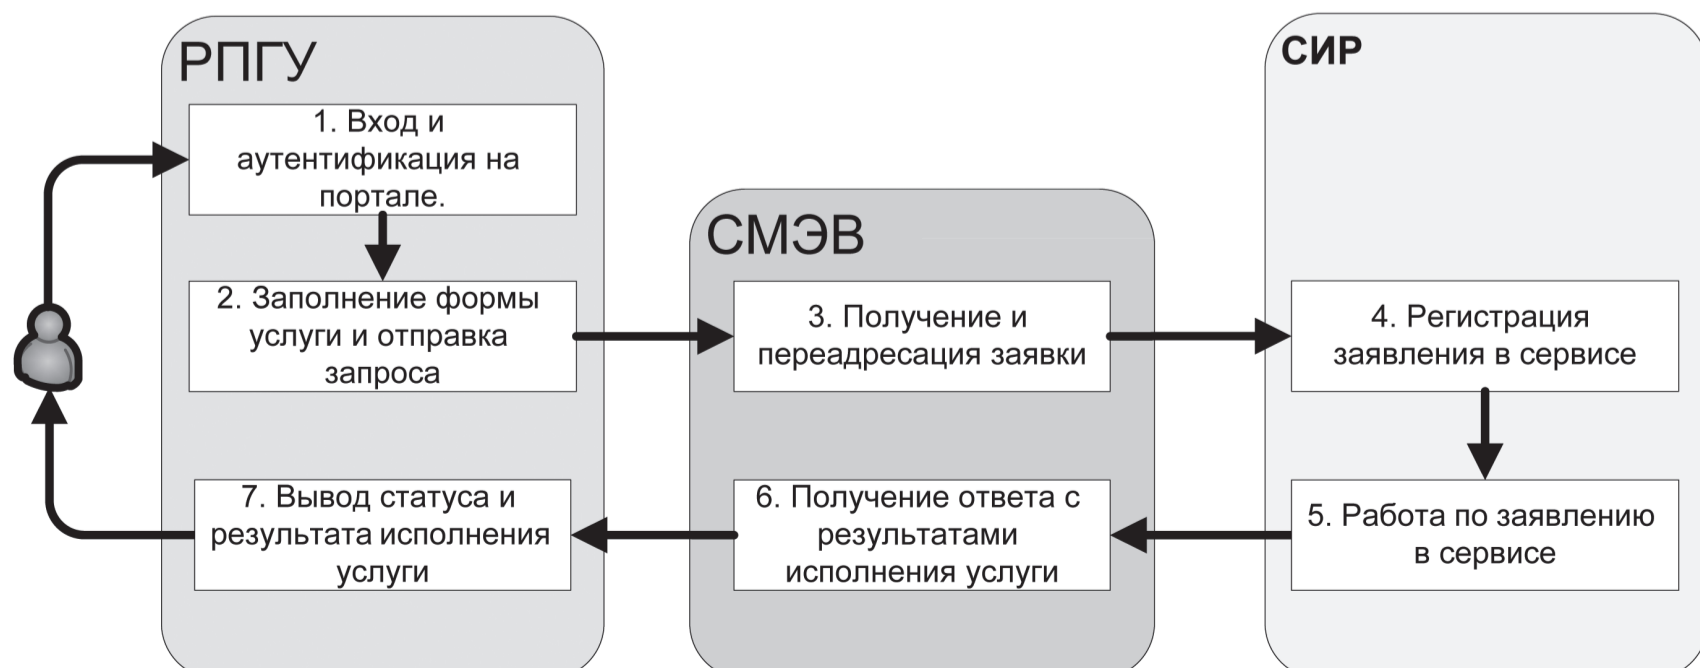 РПГУ
1. Вход и
аутентификация на
портале.
2. Заполнение формы
услуги и отправка
запроса
7. Вывод статуса и
результата исполнения
услуги
СМЭВ
3. Получение и
переадресация заявки
6. Получение ответа с
результатами
исполнения услуги
СИР
4. Регистрация
заявления в сервисе
5. Работа по заявлению
в сервисе